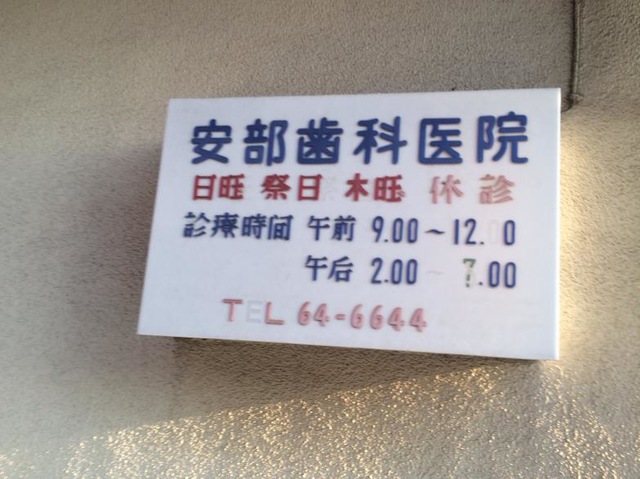 安部歯科医院
日旺 祭日 木旺 休診
診療時間 午前 9.00~12.00
午后 2.00~7.00
TEL 64-6644